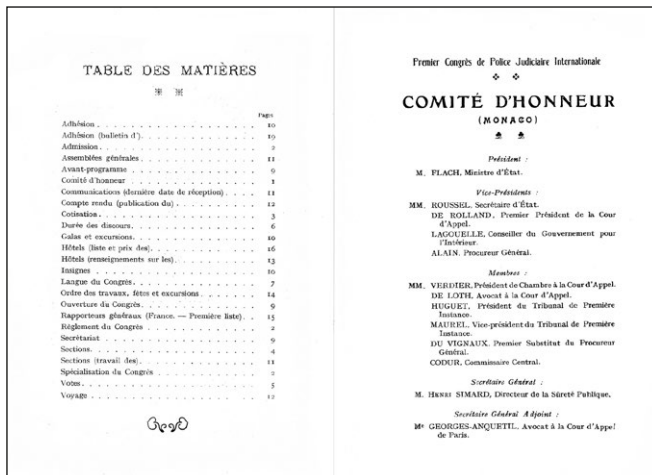 TABLE DES MATIÈRES
Pages
Adhésion 10
Adhésion (bulletin d') 19
Admission 2
Assemblées générales 11
Avant-programme 9
Comité d'honneur 1
Communications (dernière date de réception) 11
Compte rendu (publication du) 12
Cotisation 3
Durée des discours 6
Galas et excursions 10
Hôtels (liste et prix des) 16
Hôtels (renseignements sur les) 13
Insignes 10
Langue du Congrès 7
Ordre des travaux, fêtes et excursions 14
Ouverture du Congrès 9
Rapporteurs généraux (France. — Première liste) 15
Règlement du Congrès 2
Secrétariat 9
Sections 4
Sections (travail des) 11
Spécialisation du Congrès 2
Votes 5
Voyage 12
Premier Congrès de Police Judiciaire Internationale
COMITÉ D'HONNEUR
(MONACO)
Président :
M. FLACH, Ministre d'État.
Vice-Présidents :
MM. ROUSSEL, Secrétaire d'État.
DE ROLLAND, Premier Président de la Cour
d'Appel.
LAGOUELLE, Conseiller du Gouvernement pour
l'Intérieur.
ALAIN, Procureur Général.
Membres :
MM. VERDIER, Président de Chambre à la Cour d'Appel.
DE LOTH, Avocat à la Cour d'Appel.
HUGUET, Président du Tribunal de Première
Instance.
MAUREL, Vice-président du Tribunal de Première
Instance.
DU VIGNAUX, Premier Substitut du Procureur
Général.
CODUR, Commissaire Central.
Secrétaire Général :
M. HENRI SIMARD, Directeur de la Sûreté Publique.
Secrétaire Général Adjoint :
Me GEORGES-ANQUETIL, Avocat à la Cour d'Appel
de Paris.